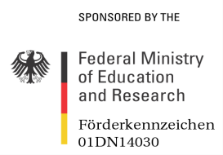 SPONSORED BY THE
Federal Ministry
of Education
and Research
Förderkennzeichen
01DN14030